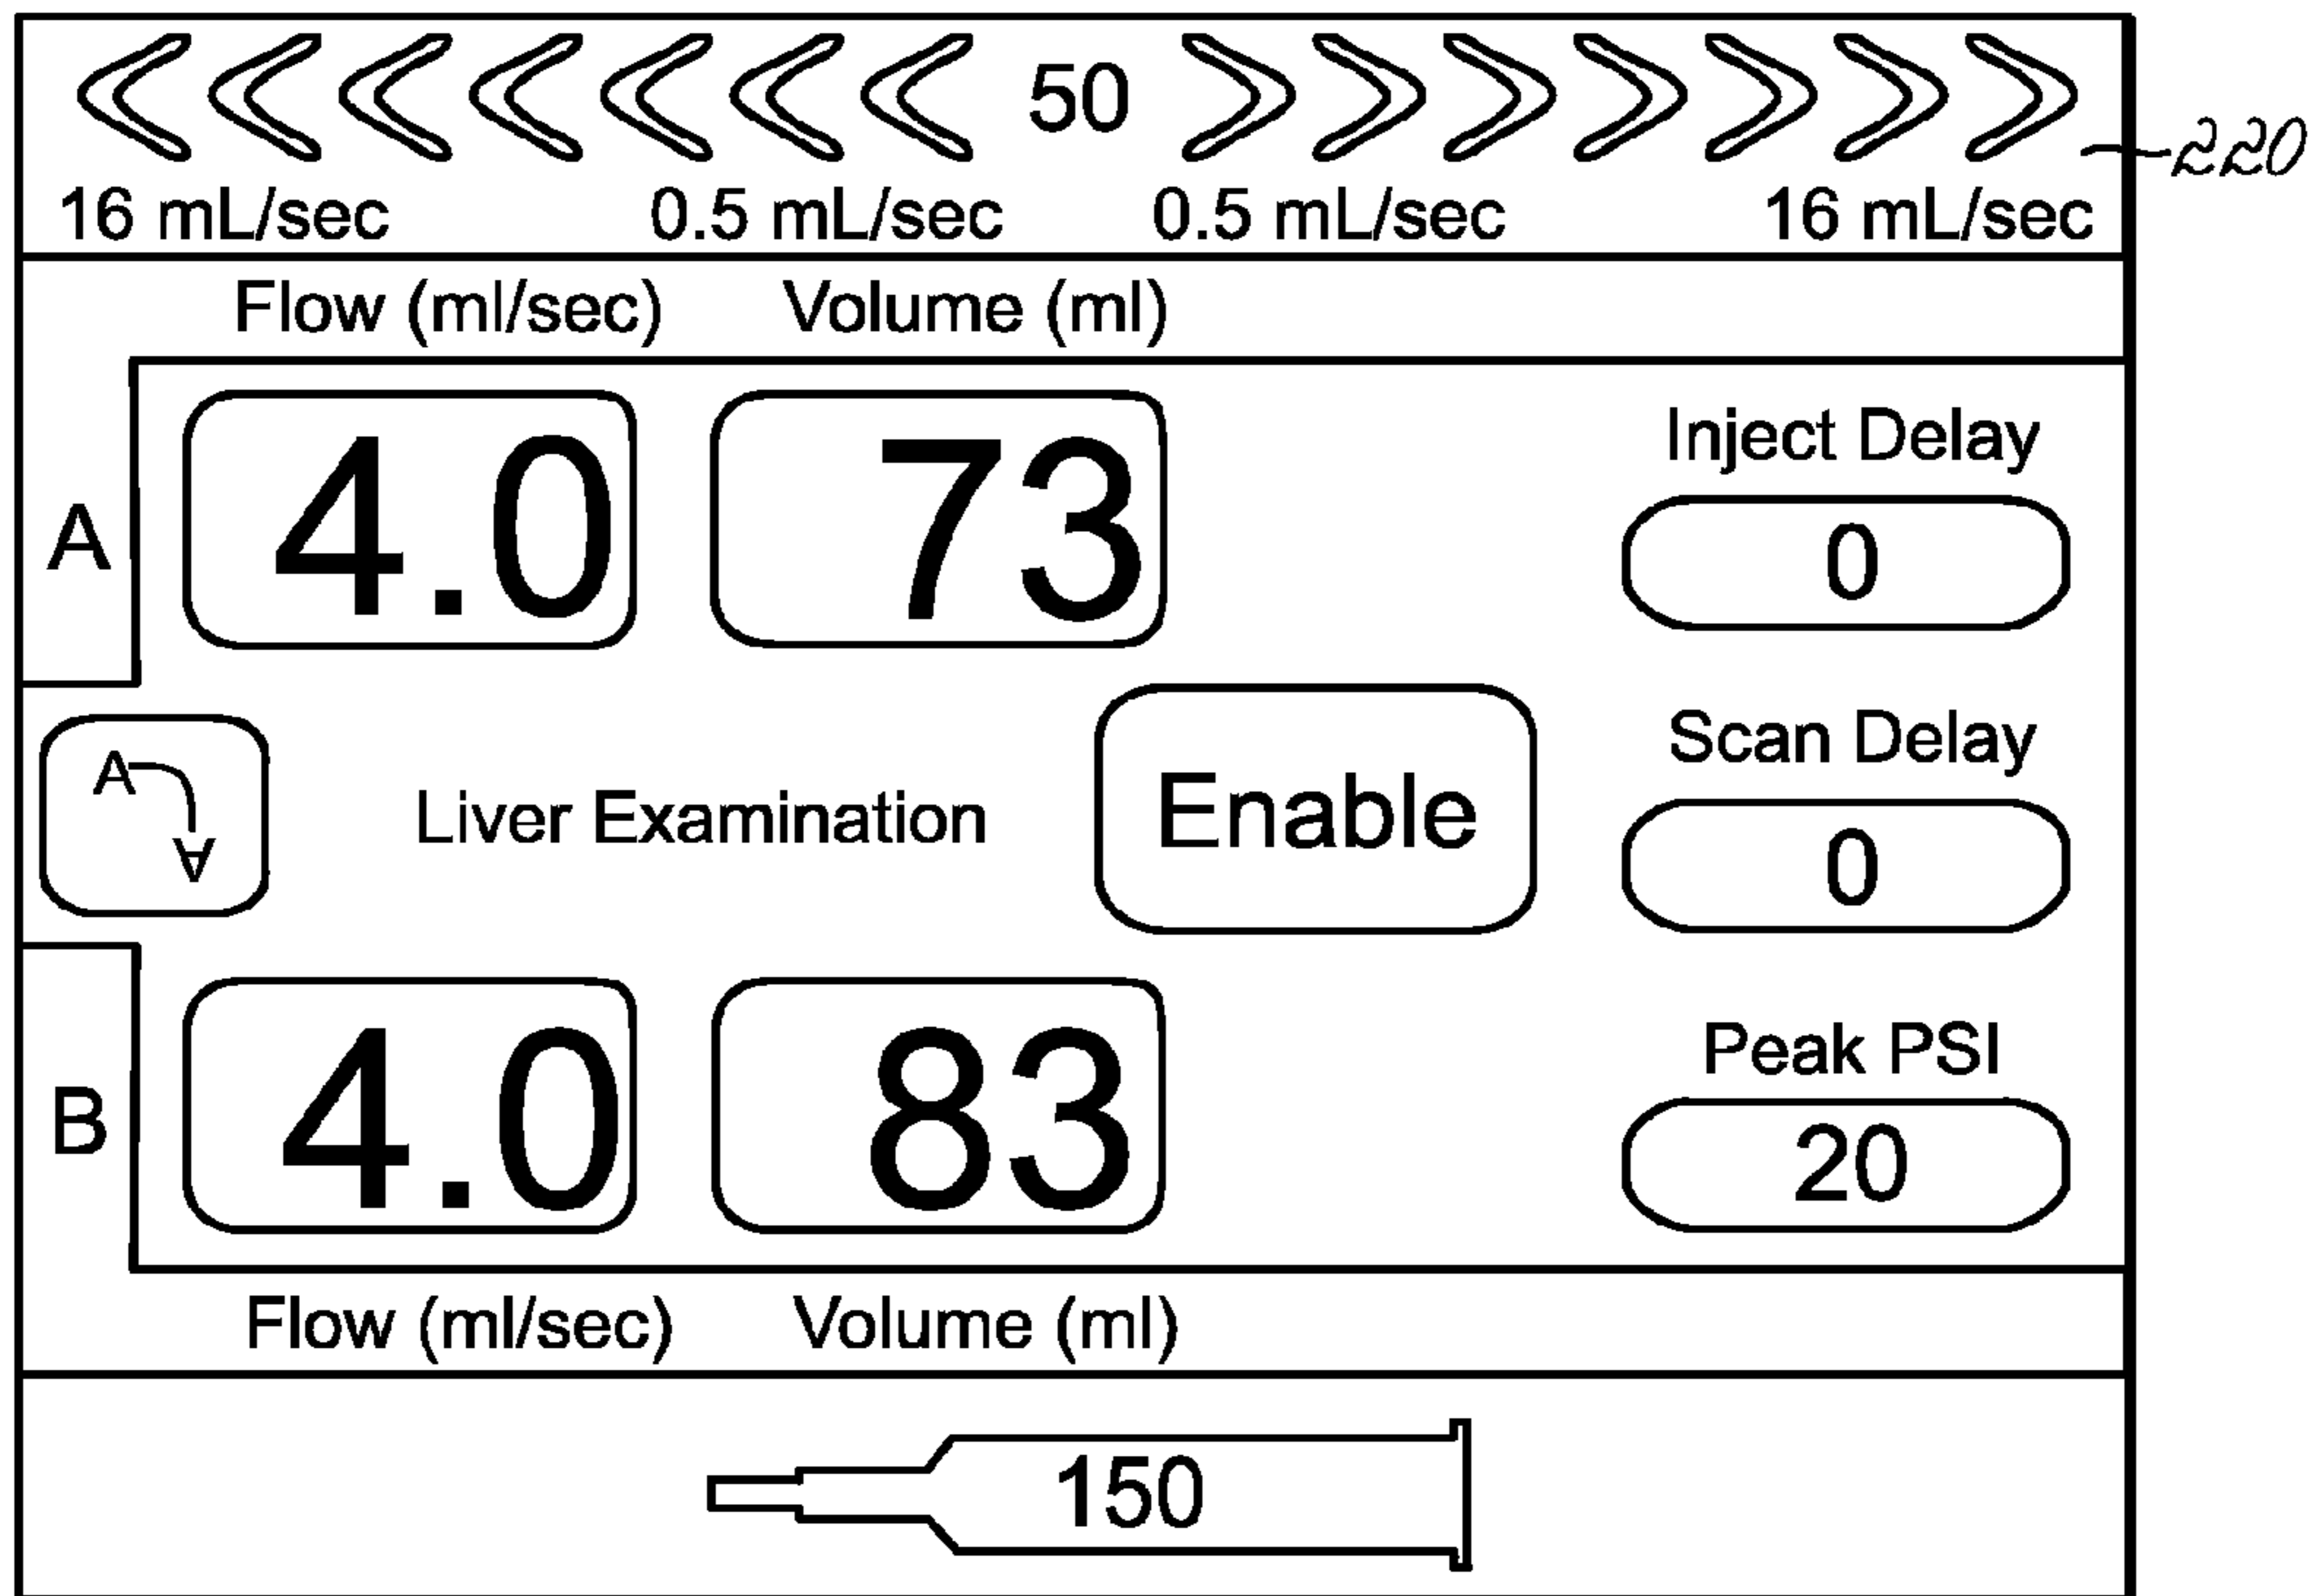 50
220
16 mL/sec 0.5 mL/sec 0.5 mL/sec 16 mL/sec
Flow (ml/sec) Volume (ml)
A 4.0 73
Inject Delay
0
A
A
Liver Examination
Enable
Scan Delay
0
B 4.0 83
Peak PSI
20
Flow (ml/sec) Volume (ml)
150